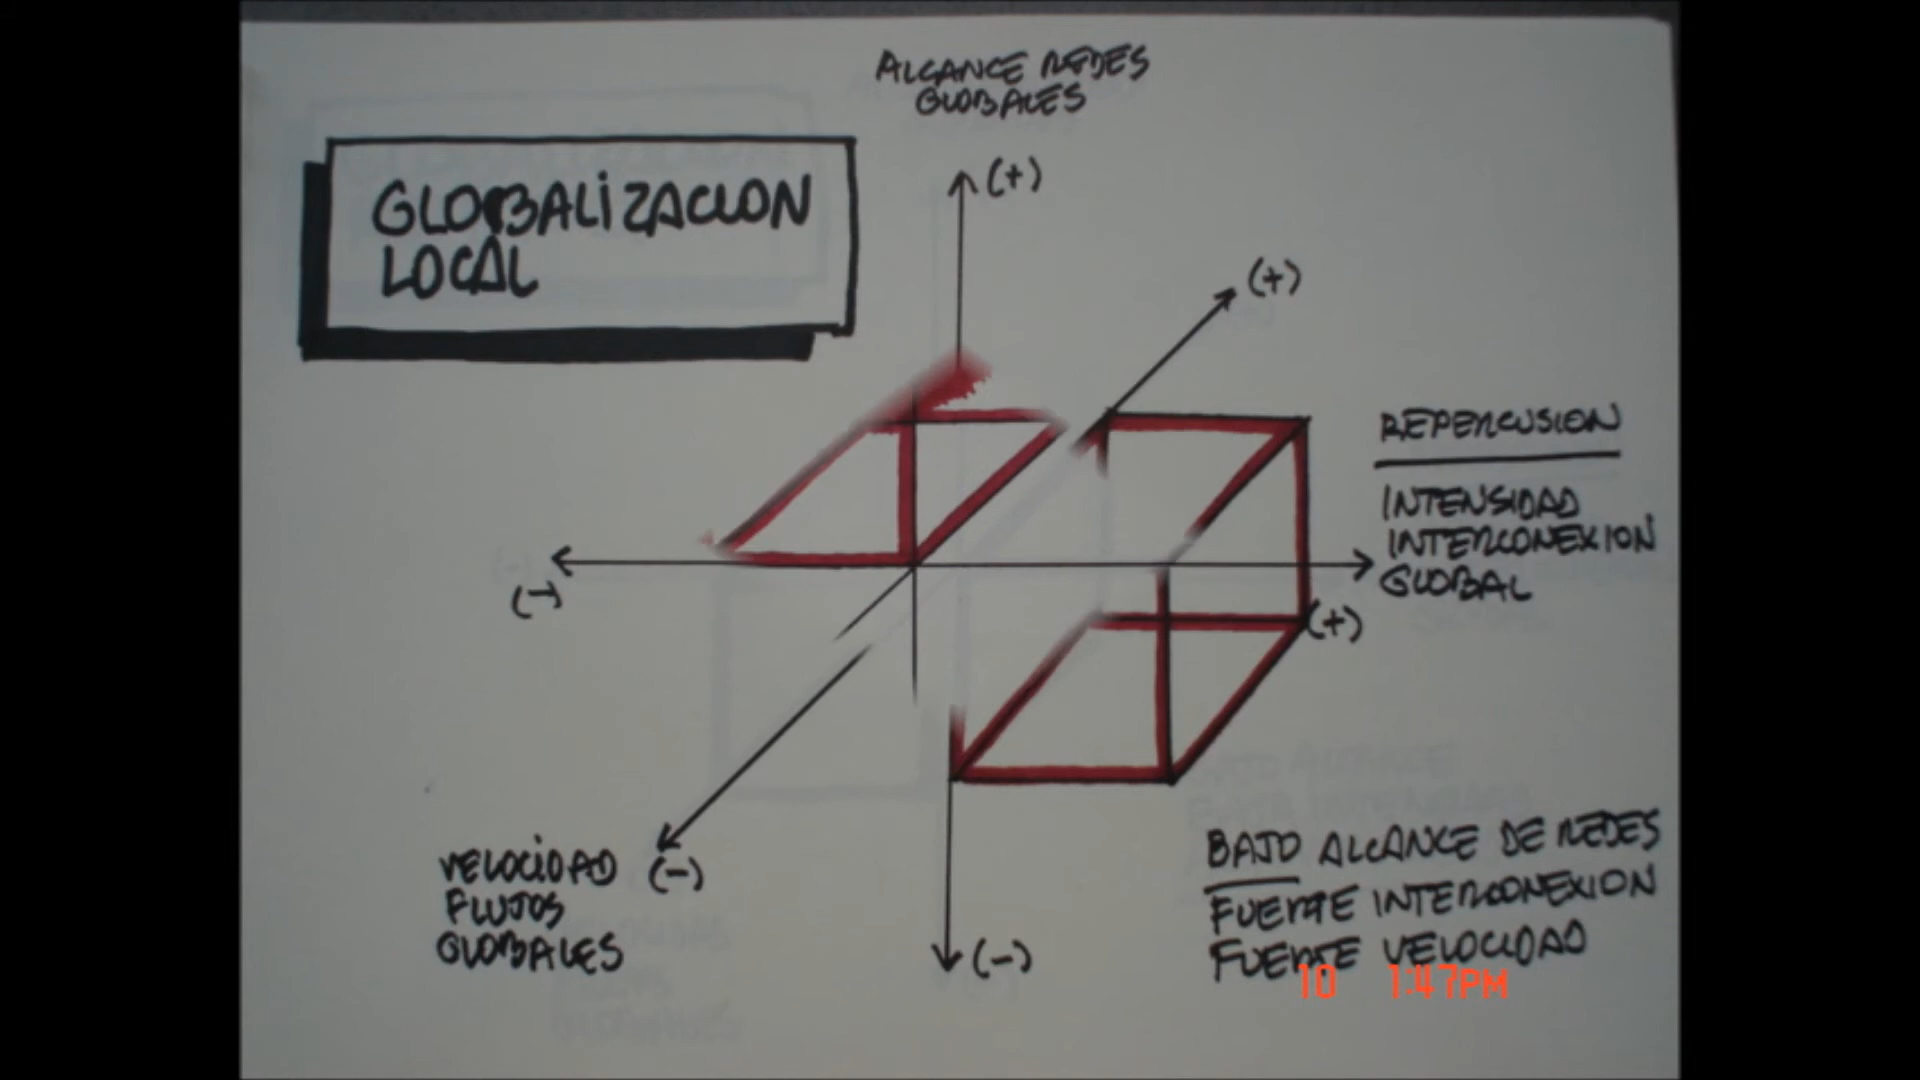 ALCANCE REDES
GLOBALES
GLOBALIZACION
LOCAL
(+)
(+)
REPERCUSION
INTENSIDAD
INTERCONEXION
GLOBAL
(+)
(-)
VELOCIDAD (-)
FLUJOS
GLOBALES
(-)
BAJO ALCANCE DE REDES
FUERTE INTERCONEXION
FUERTE VELOCIDAD
10 1:47PM